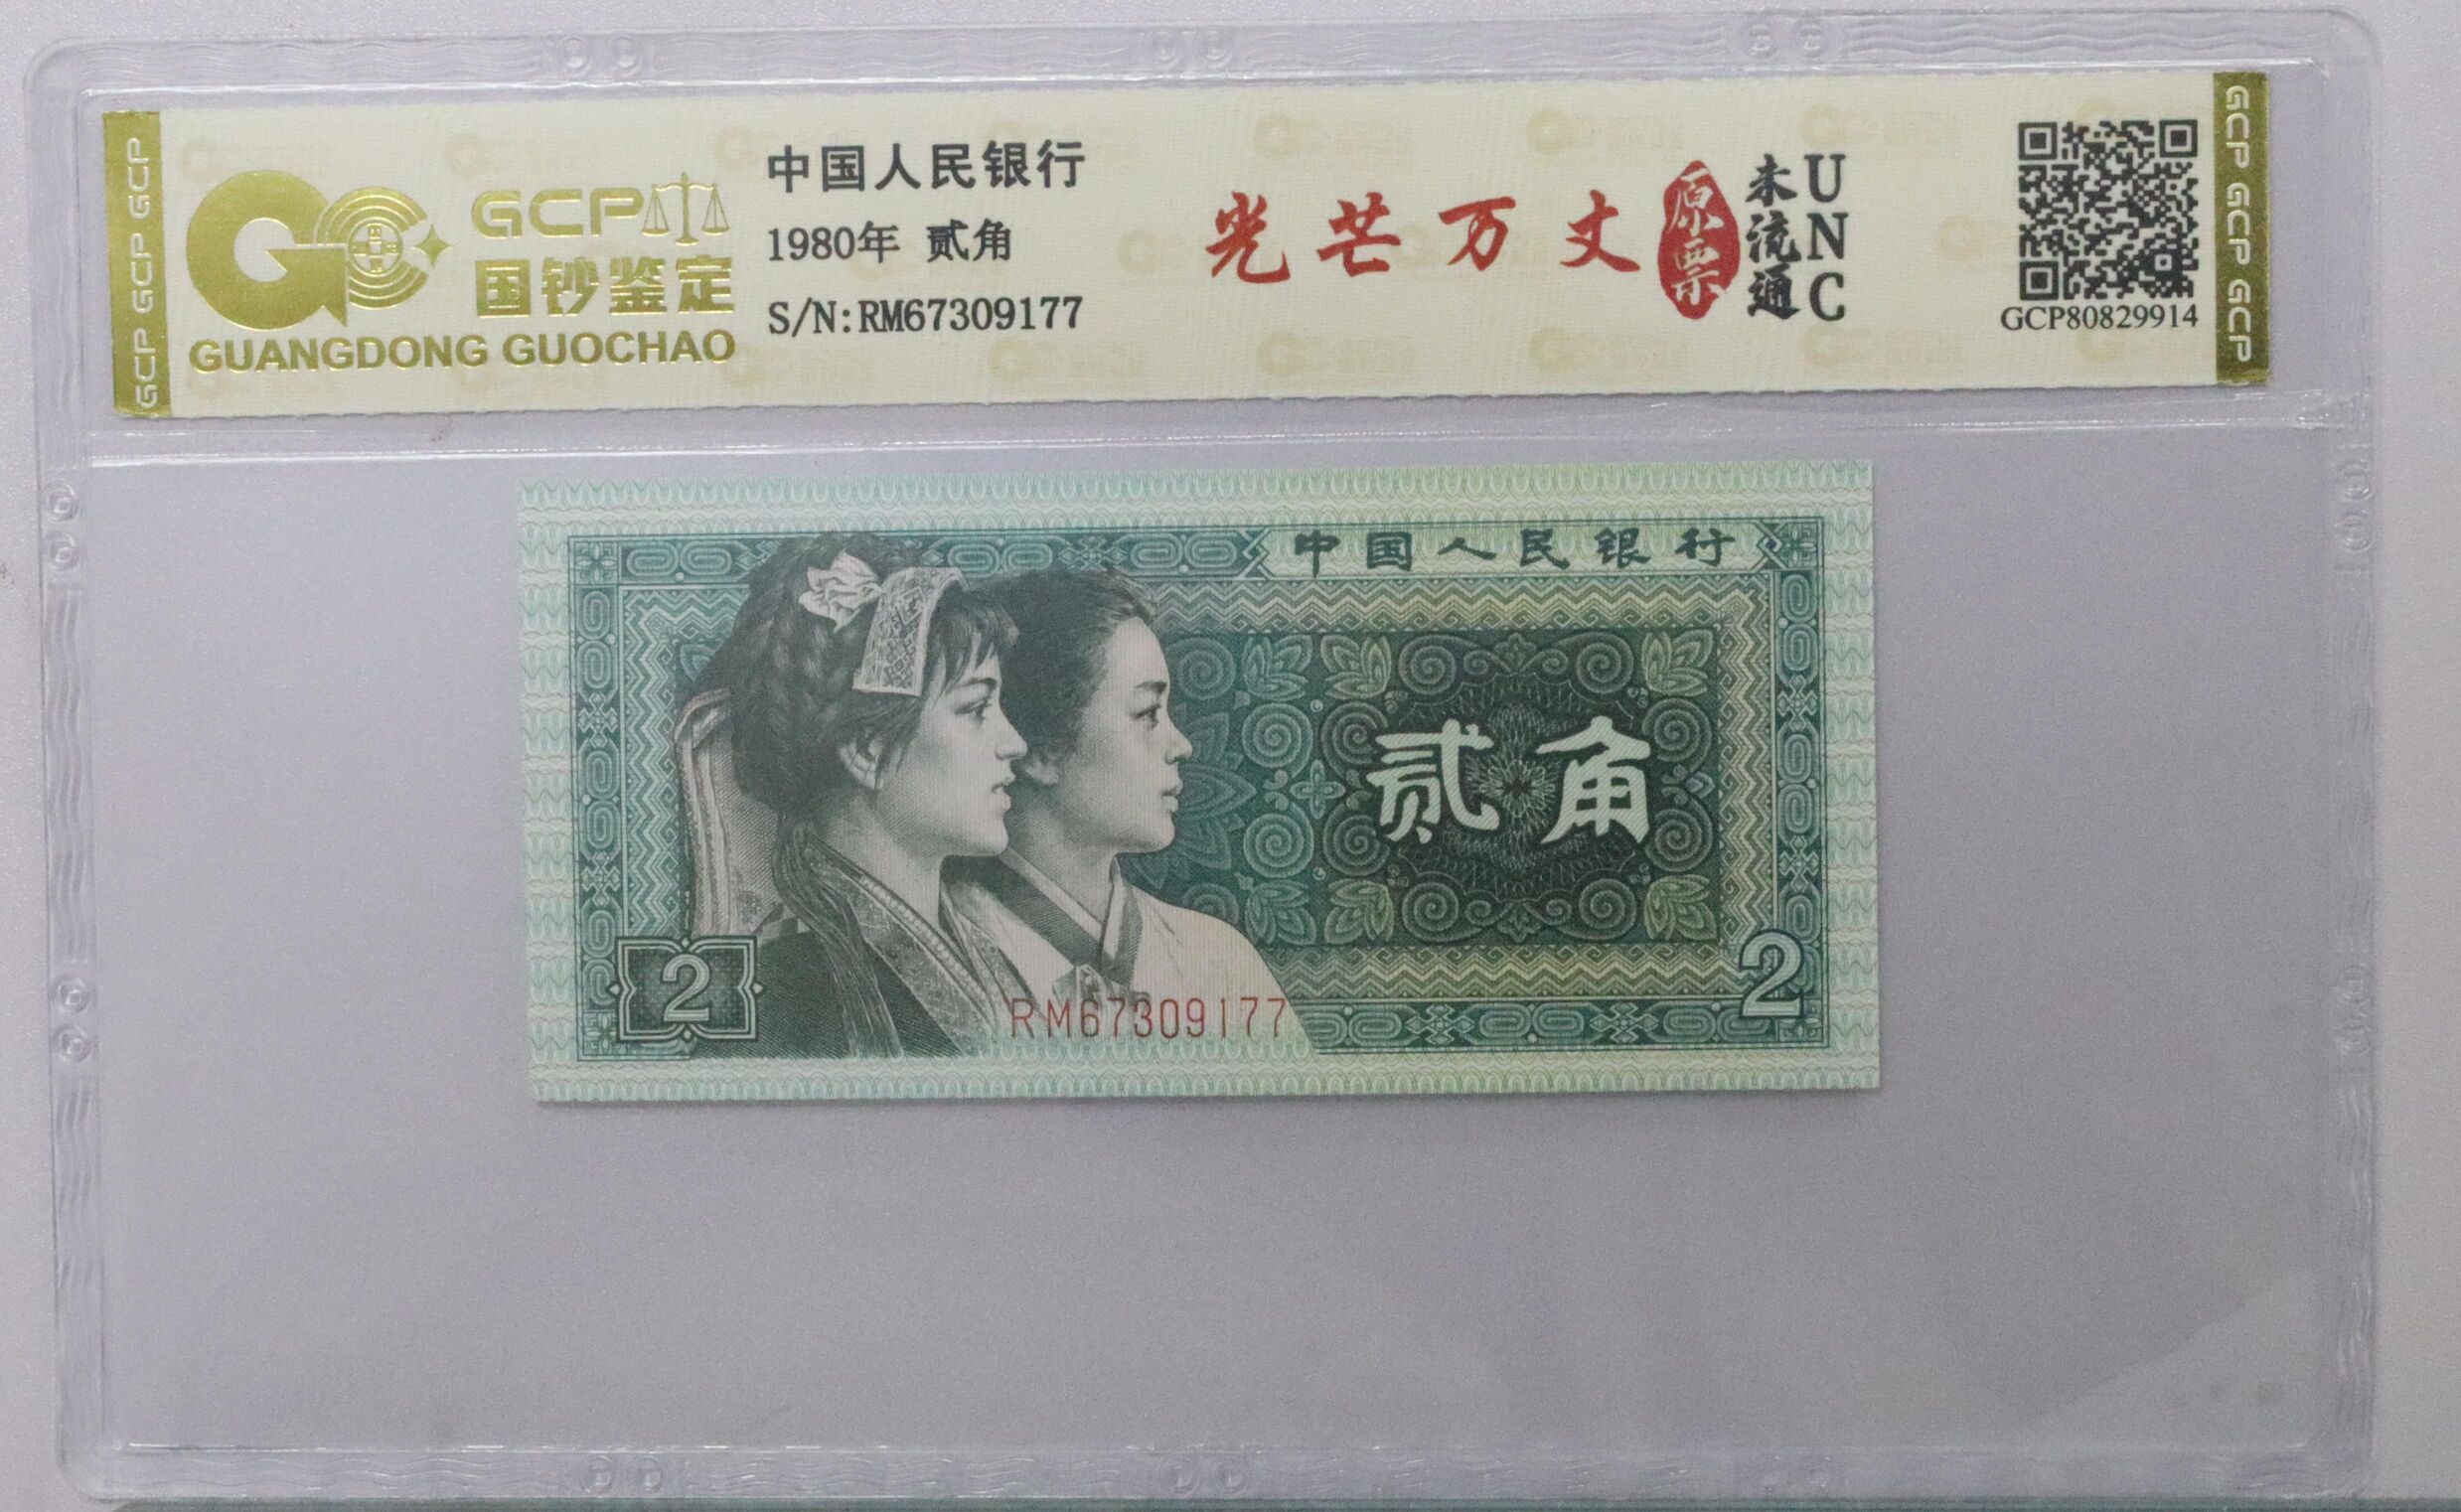 GCP GCP GCP
GCP
国钞鉴定
GUANGDONG GUOCHAO
中国人民银行
1980年 贰角
S/N:RM67309177
光芒万丈
原票
未流通
UNC
GCP80829914
GCP GCP GCP
中国人民银行
贰角
2
RM67309177
2